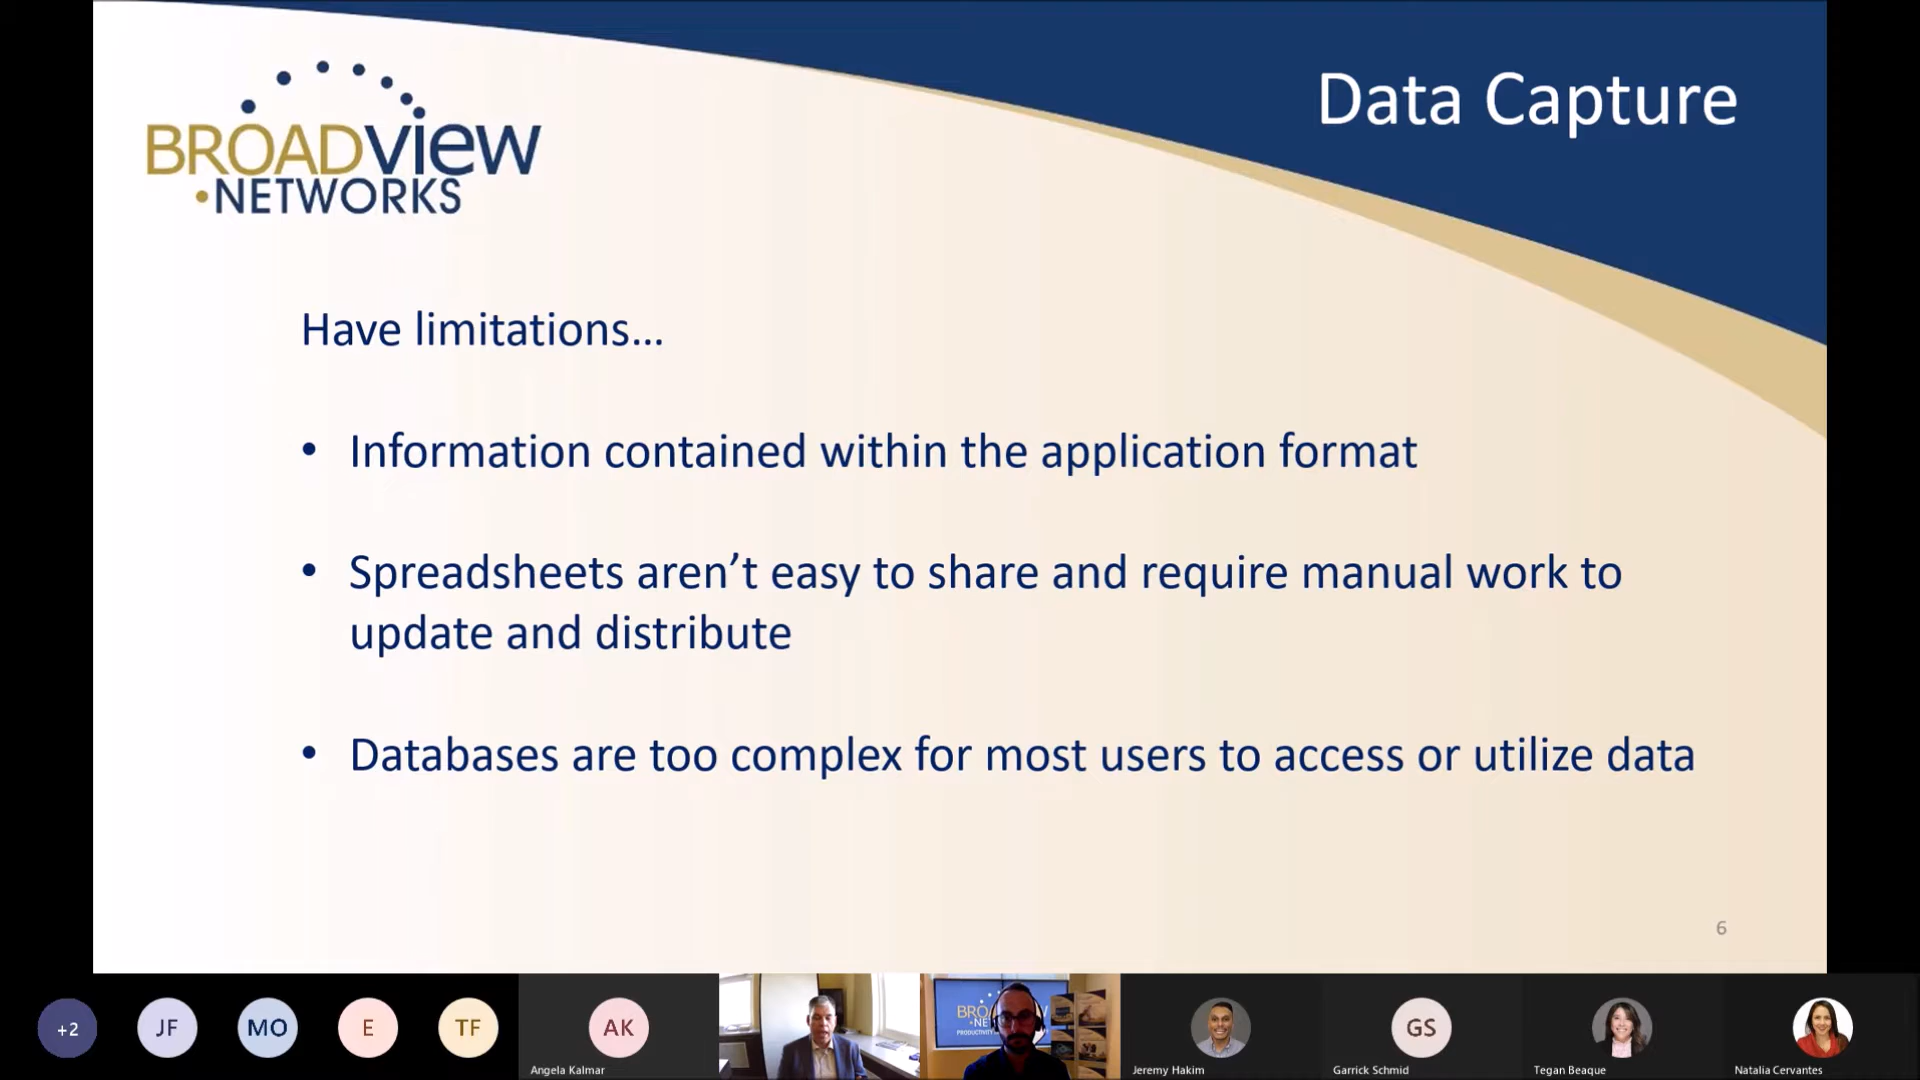 Data Capture
BROADVIEW
•NETWORKS
Have limitations...
• Information contained within the application format
• Spreadsheets aren’t easy to share and require manual work to
update and distribute
• Databases are too complex for most users to access or utilize data
6
+2
JF
MO
E
TF
AK
GS
Angela Kalmar
Jeremy Hakim
Garrick Schmid
Tegan Beaque
Natalia Cervantes